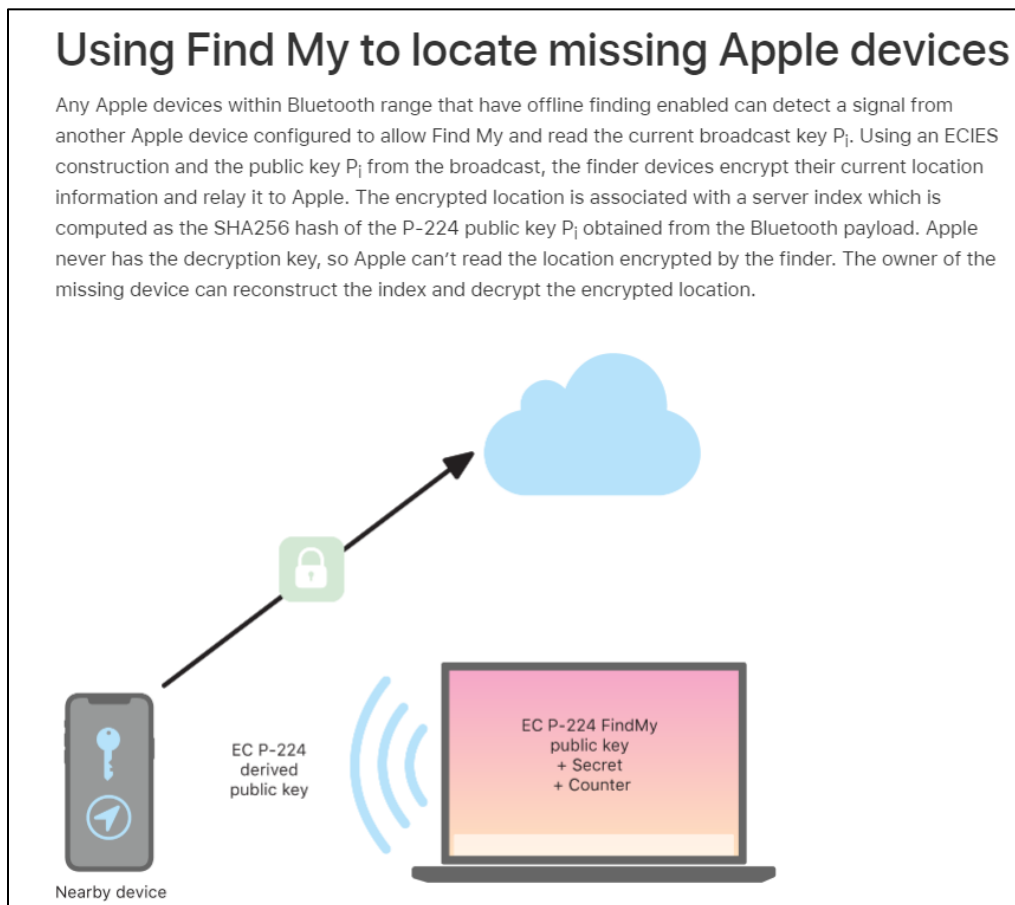 Using Find My to locate missing Apple devices
Any Apple devices within Bluetooth range that have offline finding enabled can detect a signal from
another Apple device configured to allow Find My and read the current broadcast key Pᵢ. Using an ECIES
construction and the public key Pᵢ from the broadcast, the finder devices encrypt their current location
information and relay it to Apple. The encrypted location is associated with a server index which is
computed as the SHA256 hash of the P-224 public key Pᵢ obtained from the Bluetooth payload. Apple
never has the decryption key, so Apple can’t read the location encrypted by the finder. The owner of the
missing device can reconstruct the index and decrypt the encrypted location.
EC P-224
derived
public key
EC P-224 FindMy
public key
+ Secret
+ Counter
Nearby device